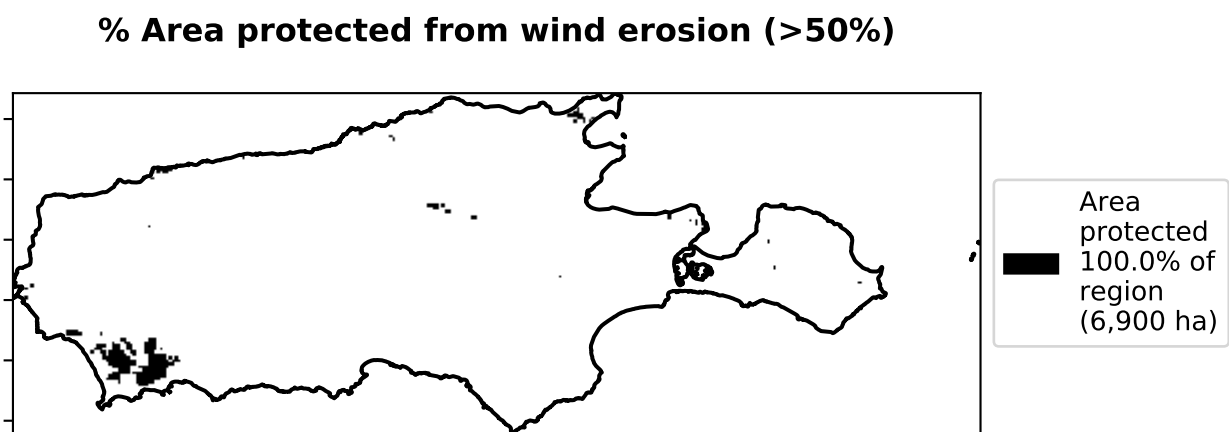 % Area protected from wind erosion (>50%)
Area
protected
100.0% of
region
(6,900 ha)